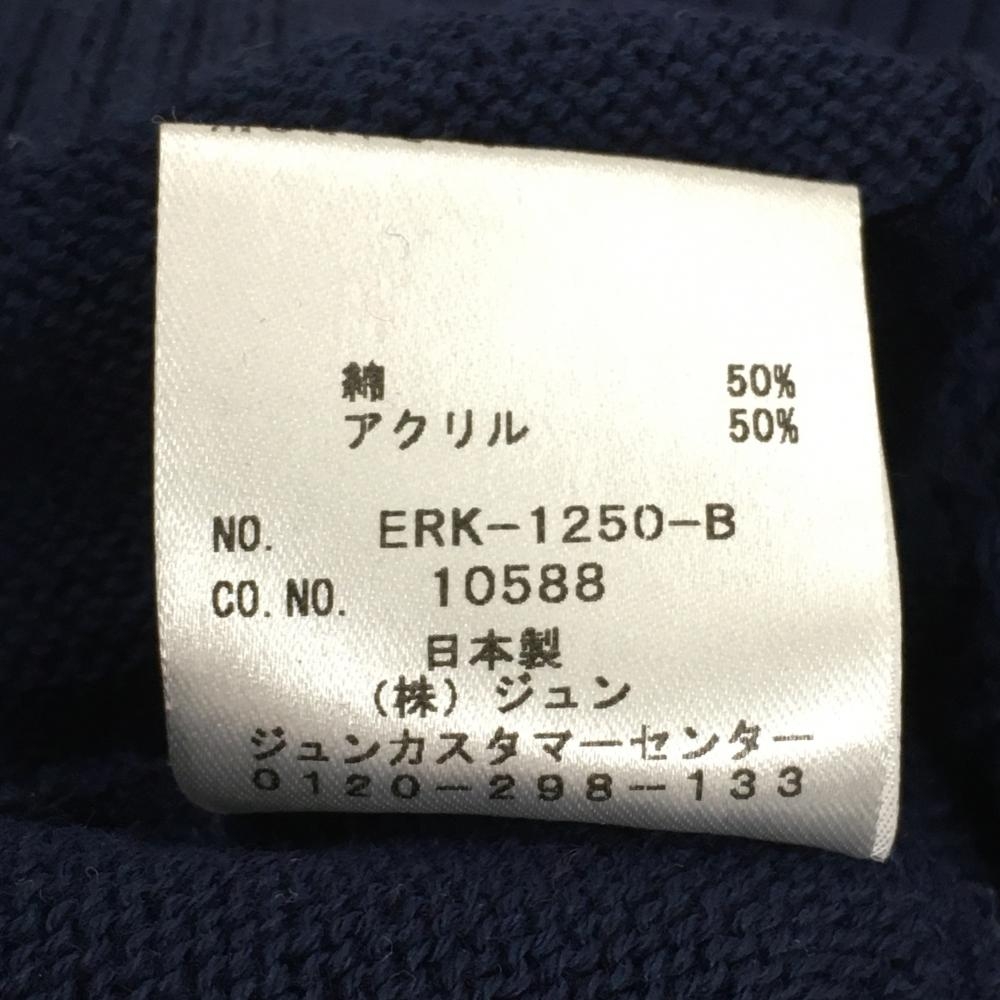 綿 50%
アクリル 50%
NO. ERK-1250-B
CO.NO. 10588
日本製
(株) ジュン
ジュンカスタマーセンター
0120-298-133